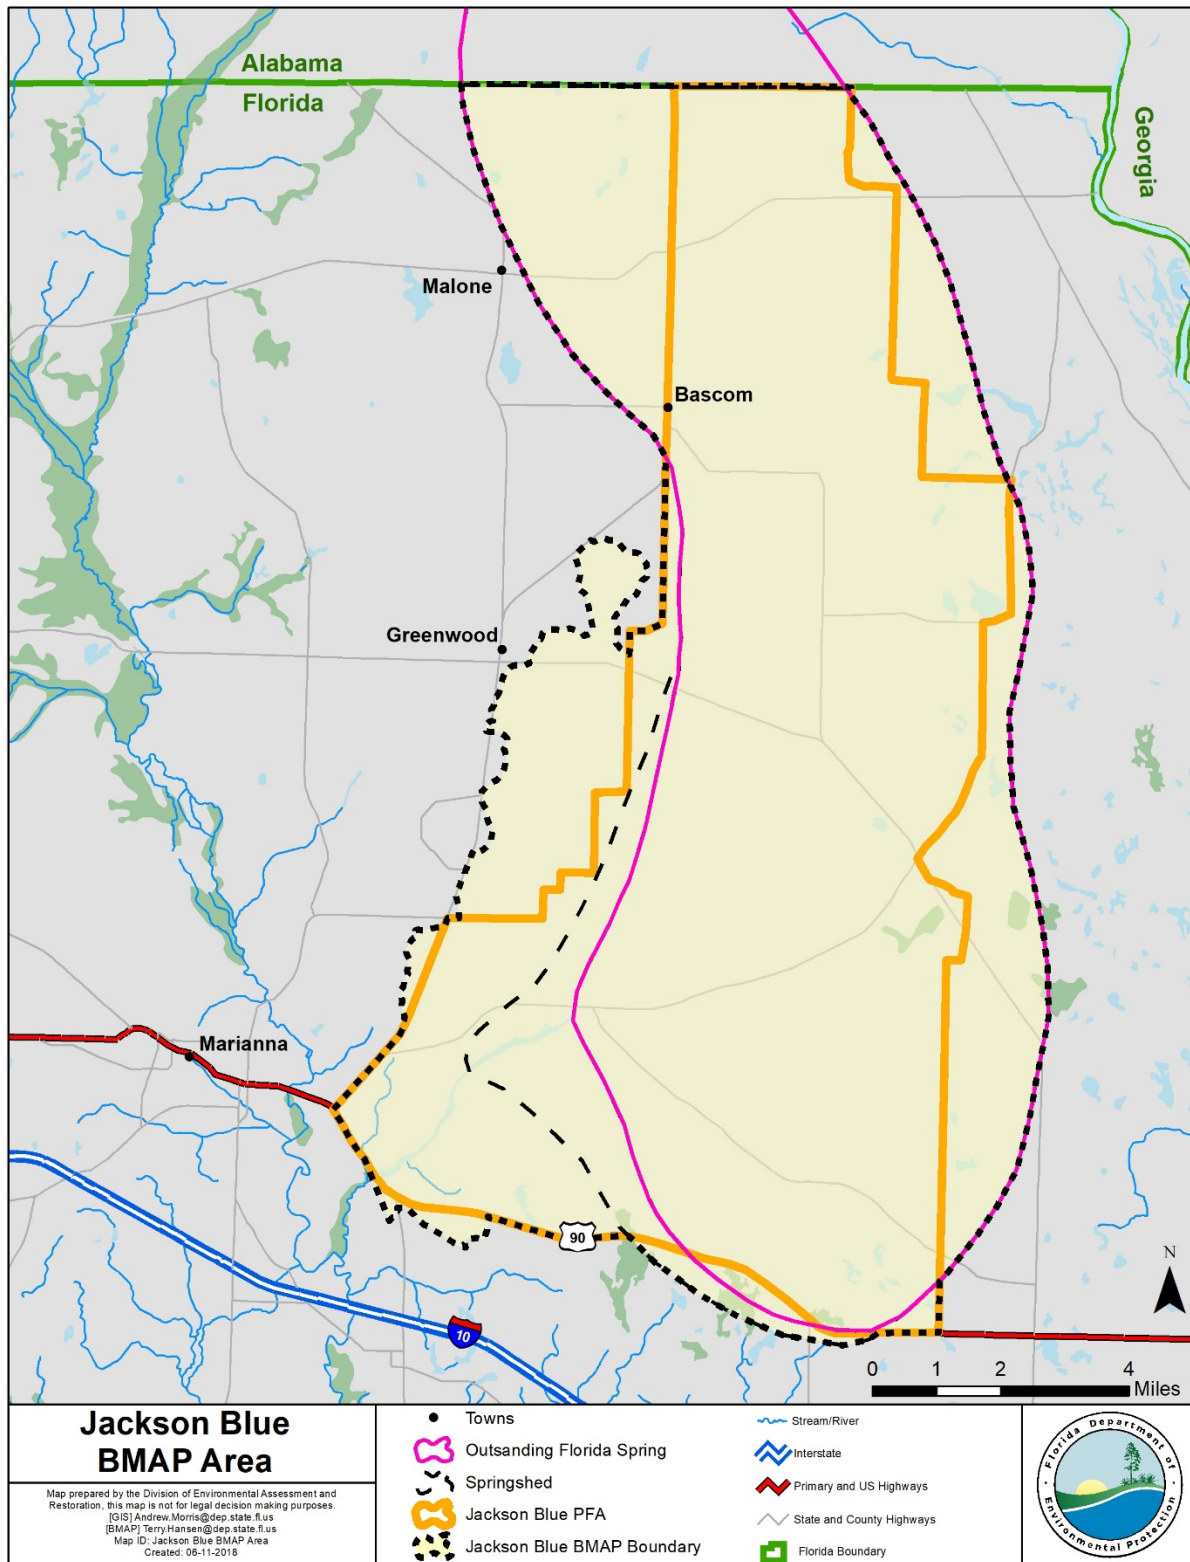 Alabama
Florida
Georgia
Malone
Bascom
Greenwood
Marianna
90
10
N
0 1 2 4
Miles
Jackson Blue
BMAP Area
Map prepared by the Division of Environmental Assessment and
Restoration, this map is not for legal decision making purposes.
[GIS] Andrew.Morris@dep.state.fl.us
[BMAP] Terry.Hansen@dep.state.fl.us
Map ID: Jackson Blue BMAP Area
Created: 06-11-2018
Towns
Outsanding Florida Spring
Springshed
Jackson Blue PFA
Jackson Blue BMAP Boundary
Stream/River
Interstate
Primary and US Highways
State and County Highways
Florida Boundary
Florida Department of
Environmental Protection